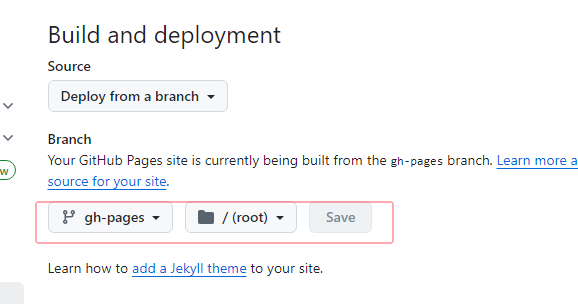 Build and deployment
Source
Deploy from a branch
Branch
Your GitHub Pages site is currently being built from the gh-pages branch. Learn more a
source for your site.
gh-pages / (root) Save
Learn how to add a Jekyll theme to your site.